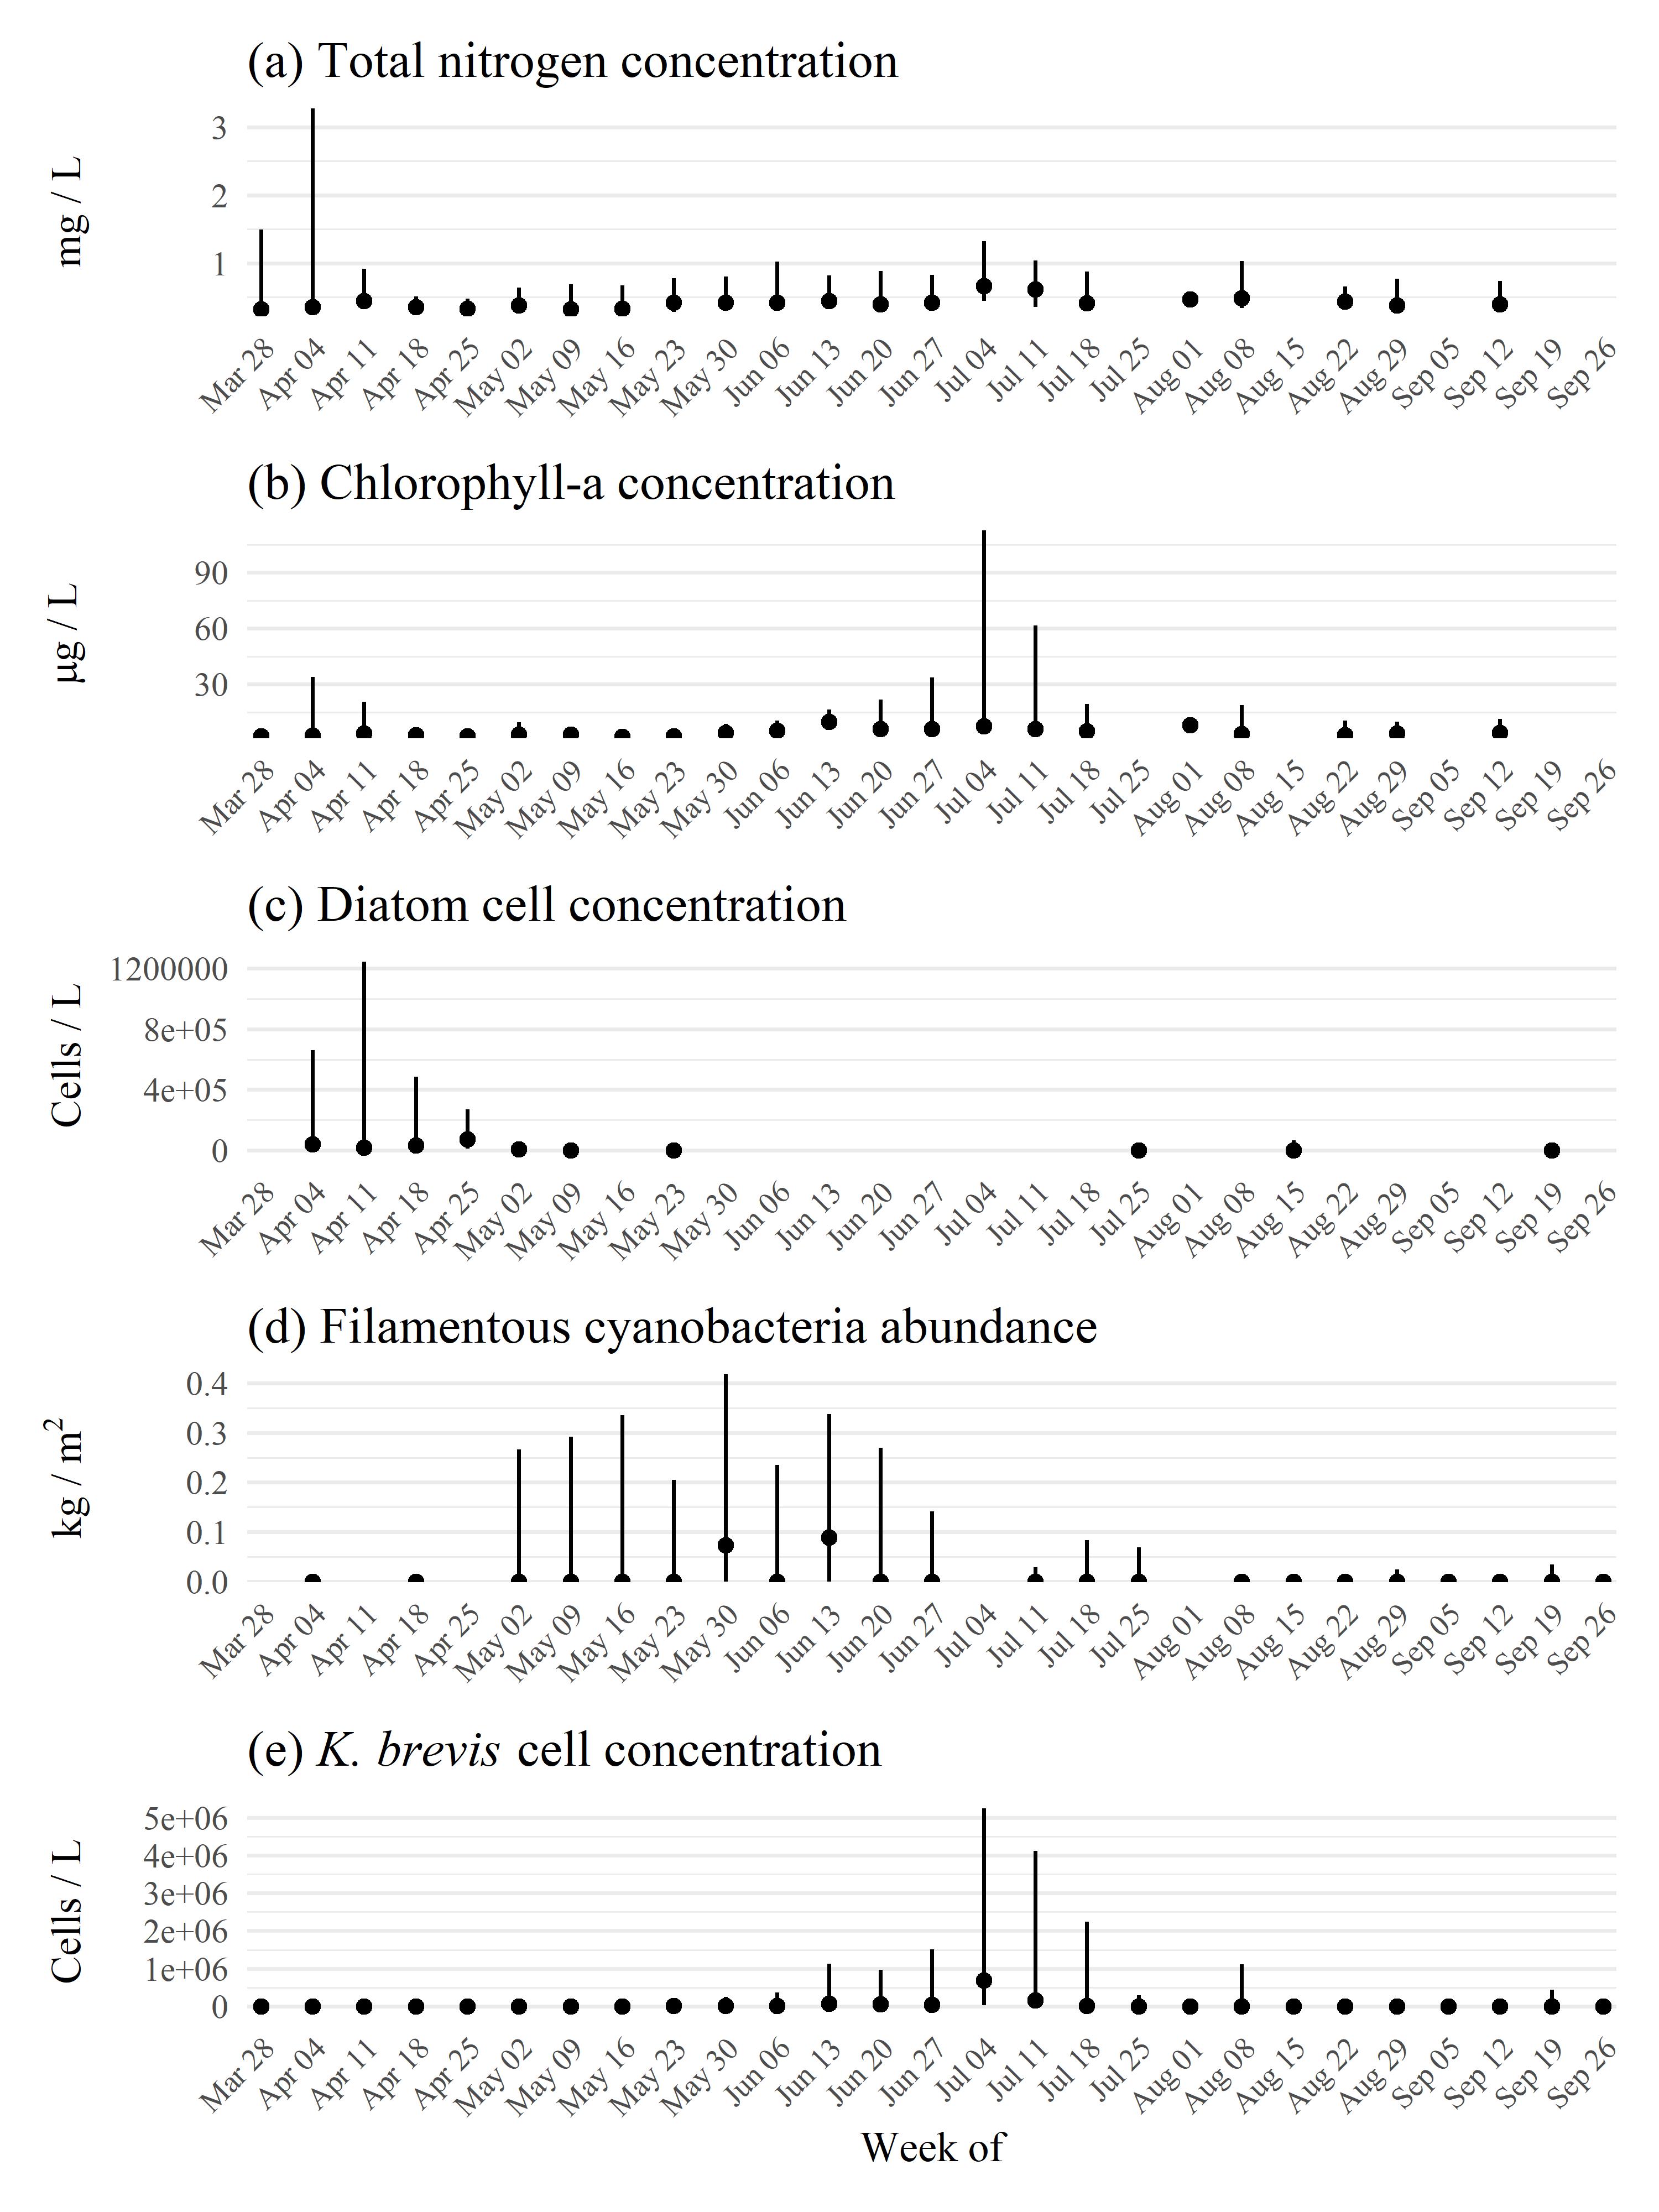 (a) Total nitrogen concentration
mg / L
3
2
1
Mar 28 Apr 04 Apr 11 Apr 18 Apr 25 May 02 May 09 May 16 May 23 May 30 Jun 06 Jun 13 Jun 20 Jun 27 Jul 04 Jul 11 Jul 18 Jul 25 Aug 01 Aug 08 Aug 15 Aug 22 Aug 29 Sep 05 Sep 12 Sep 19 Sep 26
(b) Chlorophyll-a concentration
µg / L
90
60
30
Mar 28 Apr 04 Apr 11 Apr 18 Apr 25 May 02 May 09 May 16 May 23 May 30 Jun 06 Jun 13 Jun 20 Jun 27 Jul 04 Jul 11 Jul 18 Jul 25 Aug 01 Aug 08 Aug 15 Aug 22 Aug 29 Sep 05 Sep 12 Sep 19 Sep 26
(c) Diatom cell concentration
Cells / L
1200000
8e+05
4e+05
0
Mar 28 Apr 04 Apr 11 Apr 18 Apr 25 May 02 May 09 May 16 May 23 May 30 Jun 06 Jun 13 Jun 20 Jun 27 Jul 04 Jul 11 Jul 18 Jul 25 Aug 01 Aug 08 Aug 15 Aug 22 Aug 29 Sep 05 Sep 12 Sep 19 Sep 26
(d) Filamentous cyanobacteria abundance
kg / m²
0.4
0.3
0.2
0.1
0.0
Mar 28 Apr 04 Apr 11 Apr 18 Apr 25 May 02 May 09 May 16 May 23 May 30 Jun 06 Jun 13 Jun 20 Jun 27 Jul 04 Jul 11 Jul 18 Jul 25 Aug 01 Aug 08 Aug 15 Aug 22 Aug 29 Sep 05 Sep 12 Sep 19 Sep 26
(e) K. brevis cell concentration
Cells / L
5e+06
4e+06
3e+06
2e+06
1e+06
0
Mar 28 Apr 04 Apr 11 Apr 18 Apr 25 May 02 May 09 May 16 May 23 May 30 Jun 06 Jun 13 Jun 20 Jun 27 Jul 04 Jul 11 Jul 18 Jul 25 Aug 01 Aug 08 Aug 15 Aug 22 Aug 29 Sep 05 Sep 12 Sep 19 Sep 26
Week of